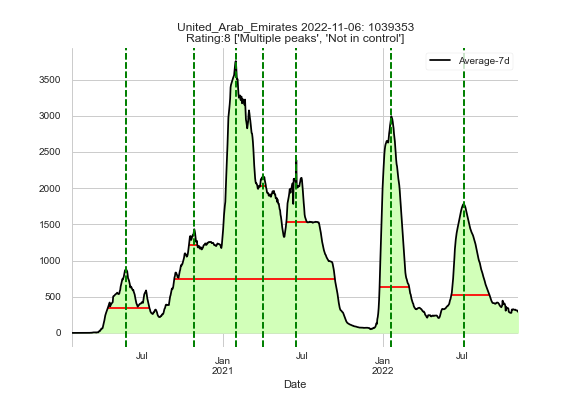 United_Arab_Emirates 2022-11-06: 1039353
Rating:8 ['Multiple peaks', 'Not in control']
Average-7d
3500
3000
2500
2000
1500
1000
500
0
Jul
Jan
2021
Jul
Jan
2022
Jul
Date